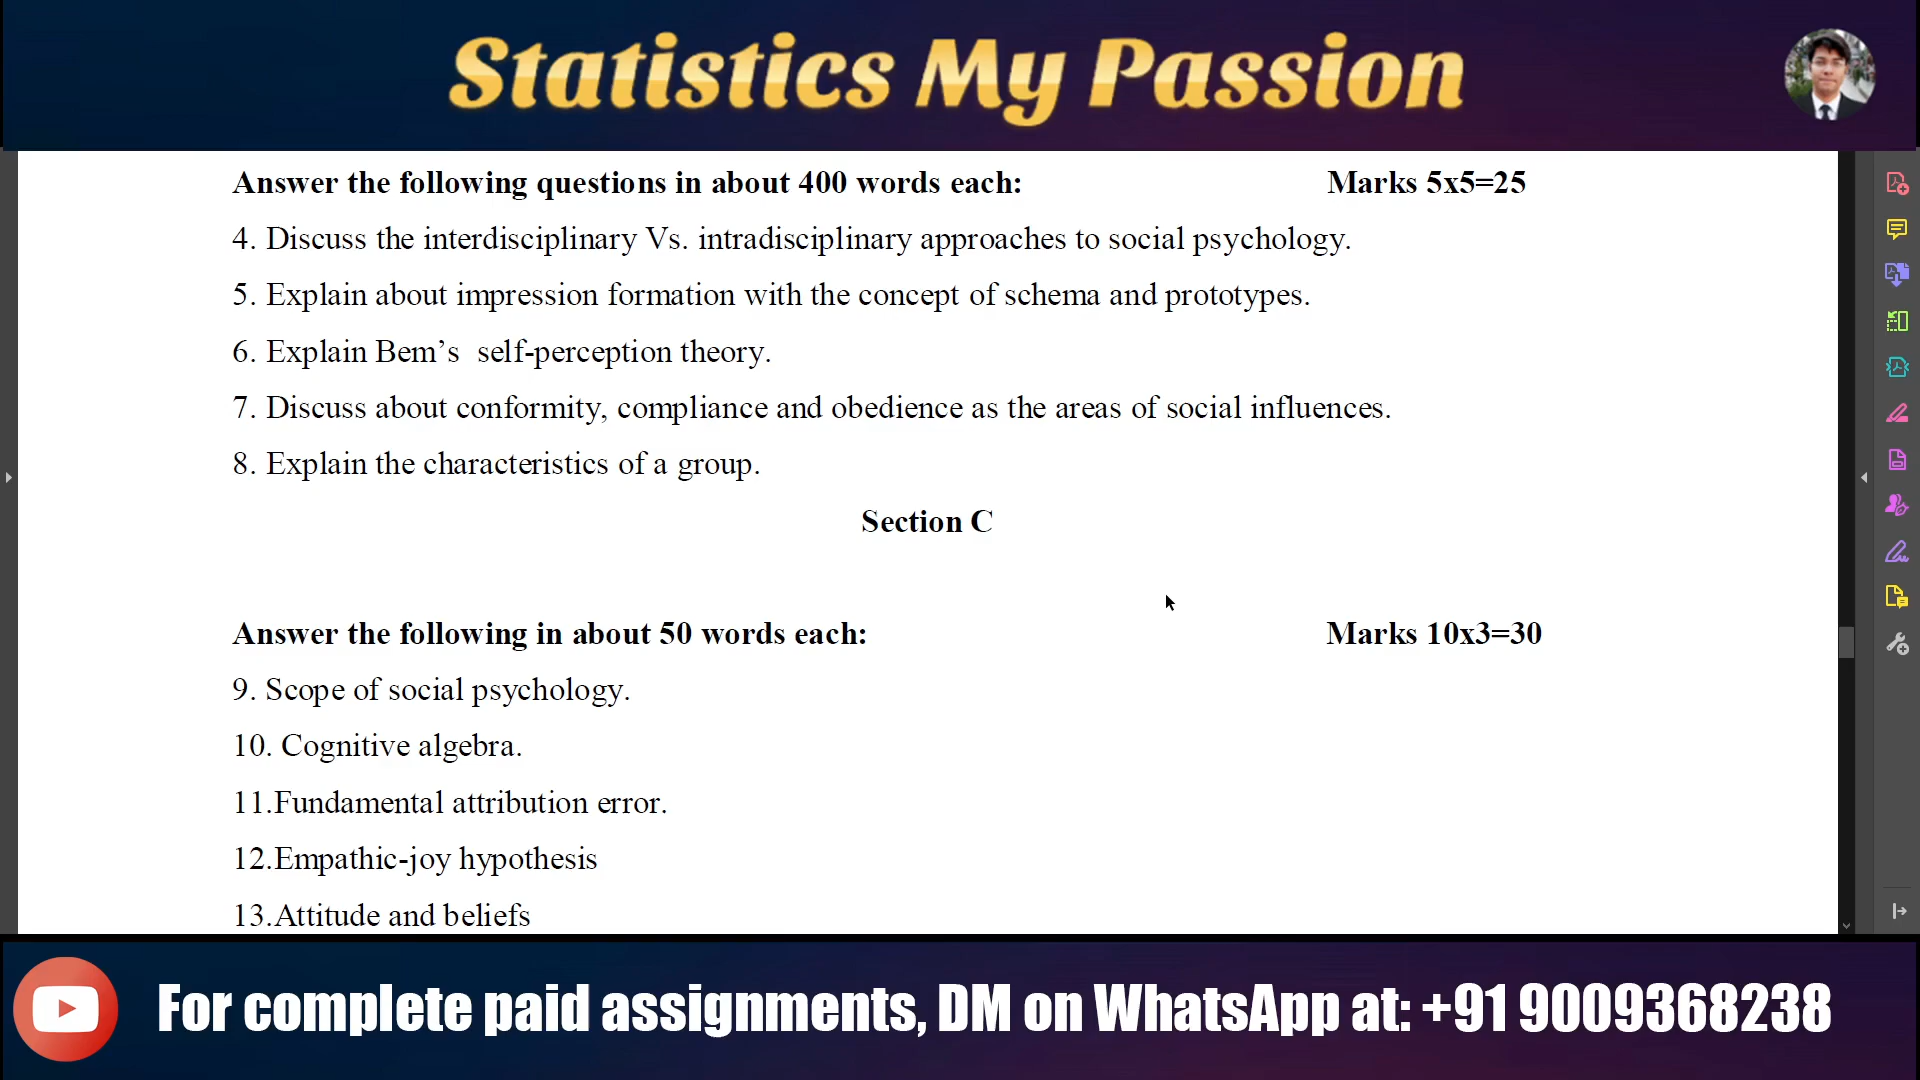 Statistics My Passion
Answer the following questions in about 400 words each: Marks 5x5=25
4. Discuss the interdisciplinary Vs. intradisciplinary approaches to social psychology.
5. Explain about impression formation with the concept of schema and prototypes.
6. Explain Bem’s  self-perception theory.
7. Discuss about conformity, compliance and obedience as the areas of social influences.
8. Explain the characteristics of a group.
Section C
Answer the following in about 50 words each: Marks 10x3=30
9. Scope of social psychology.
10. Cognitive algebra.
11.Fundamental attribution error.
12.Empathic-joy hypothesis
13.Attitude and beliefs
For complete paid assignments, DM on WhatsApp at: +91 9009368238